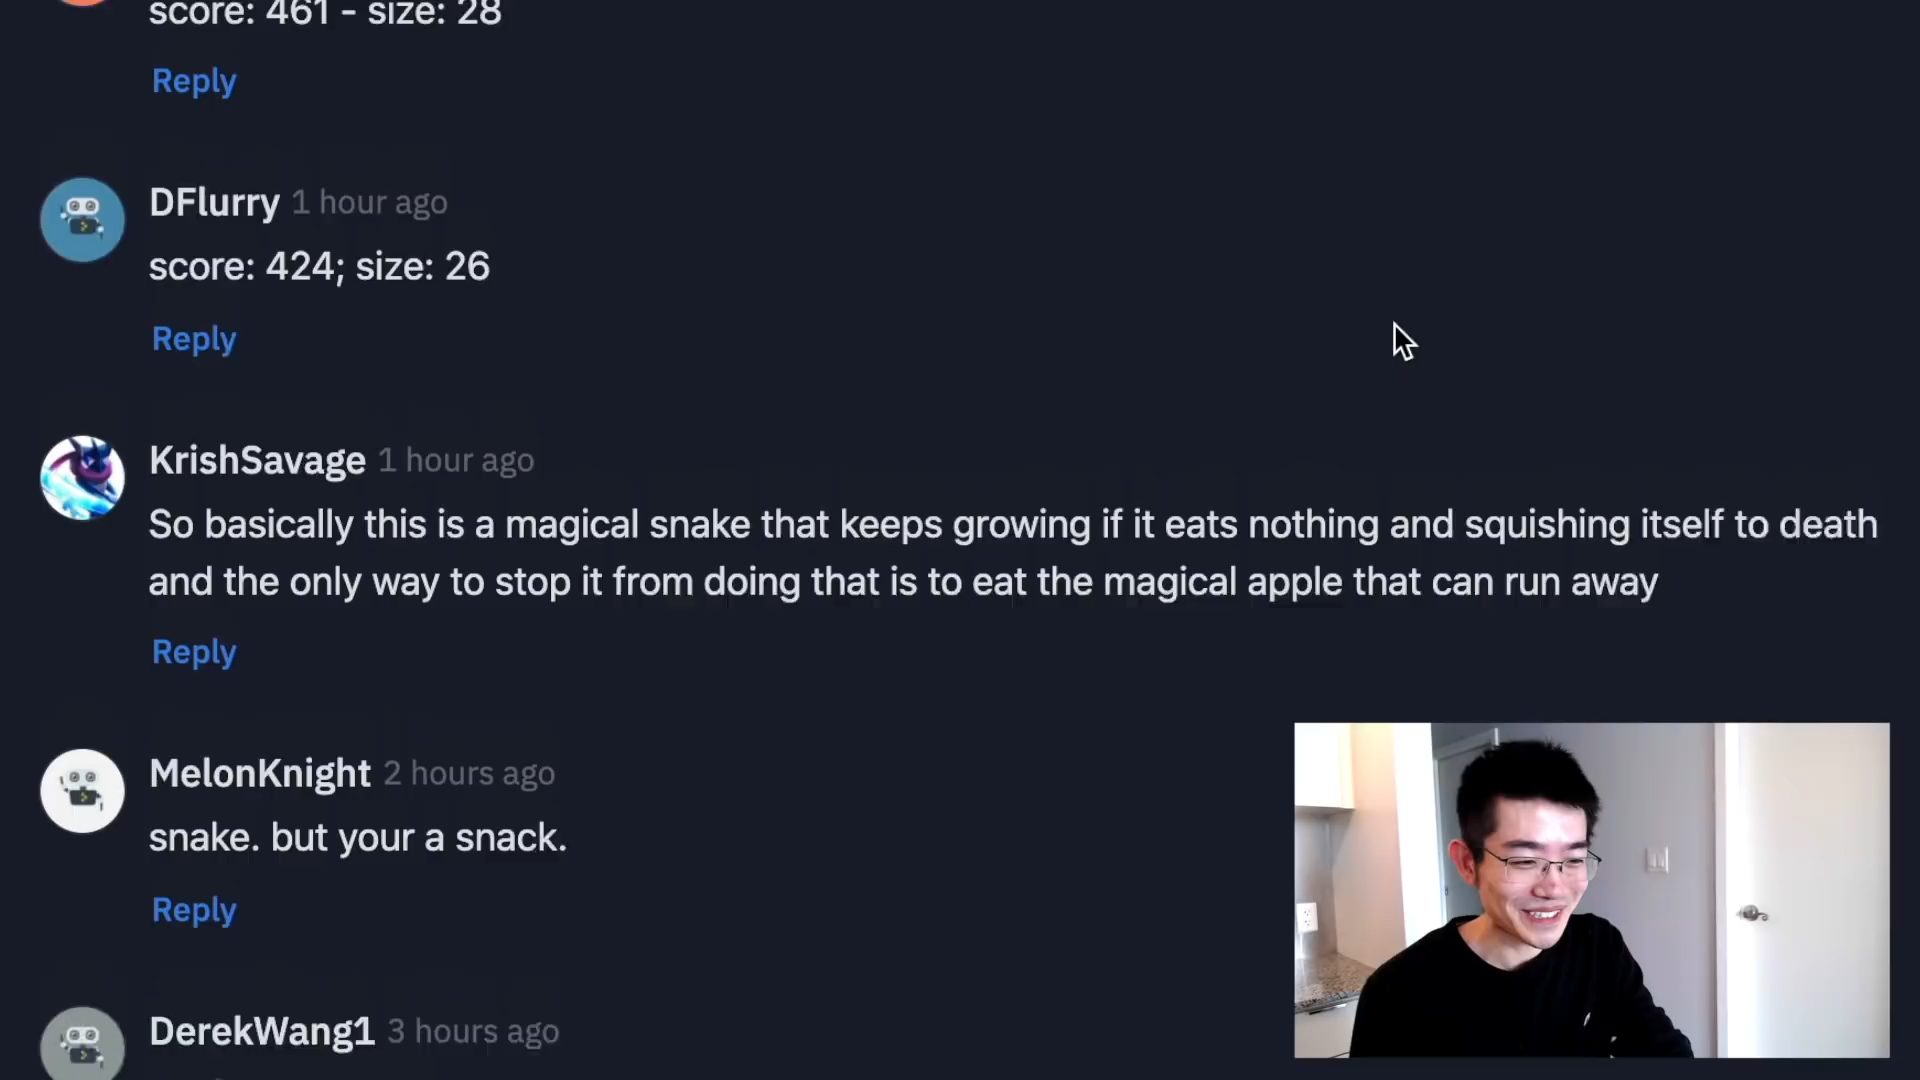 score: 461 - size: 28
Reply
DFlurry 1 hour ago
score: 424; size: 26
Reply
KrishSavage 1 hour ago
So basically this is a magical snake that keeps growing if it eats nothing and squishing itself to death
and the only way to stop it from doing that is to eat the magical apple that can run away
Reply
MelonKnight 2 hours ago
snake. but your a snack.
Reply
DerekWang1 3 hours ago